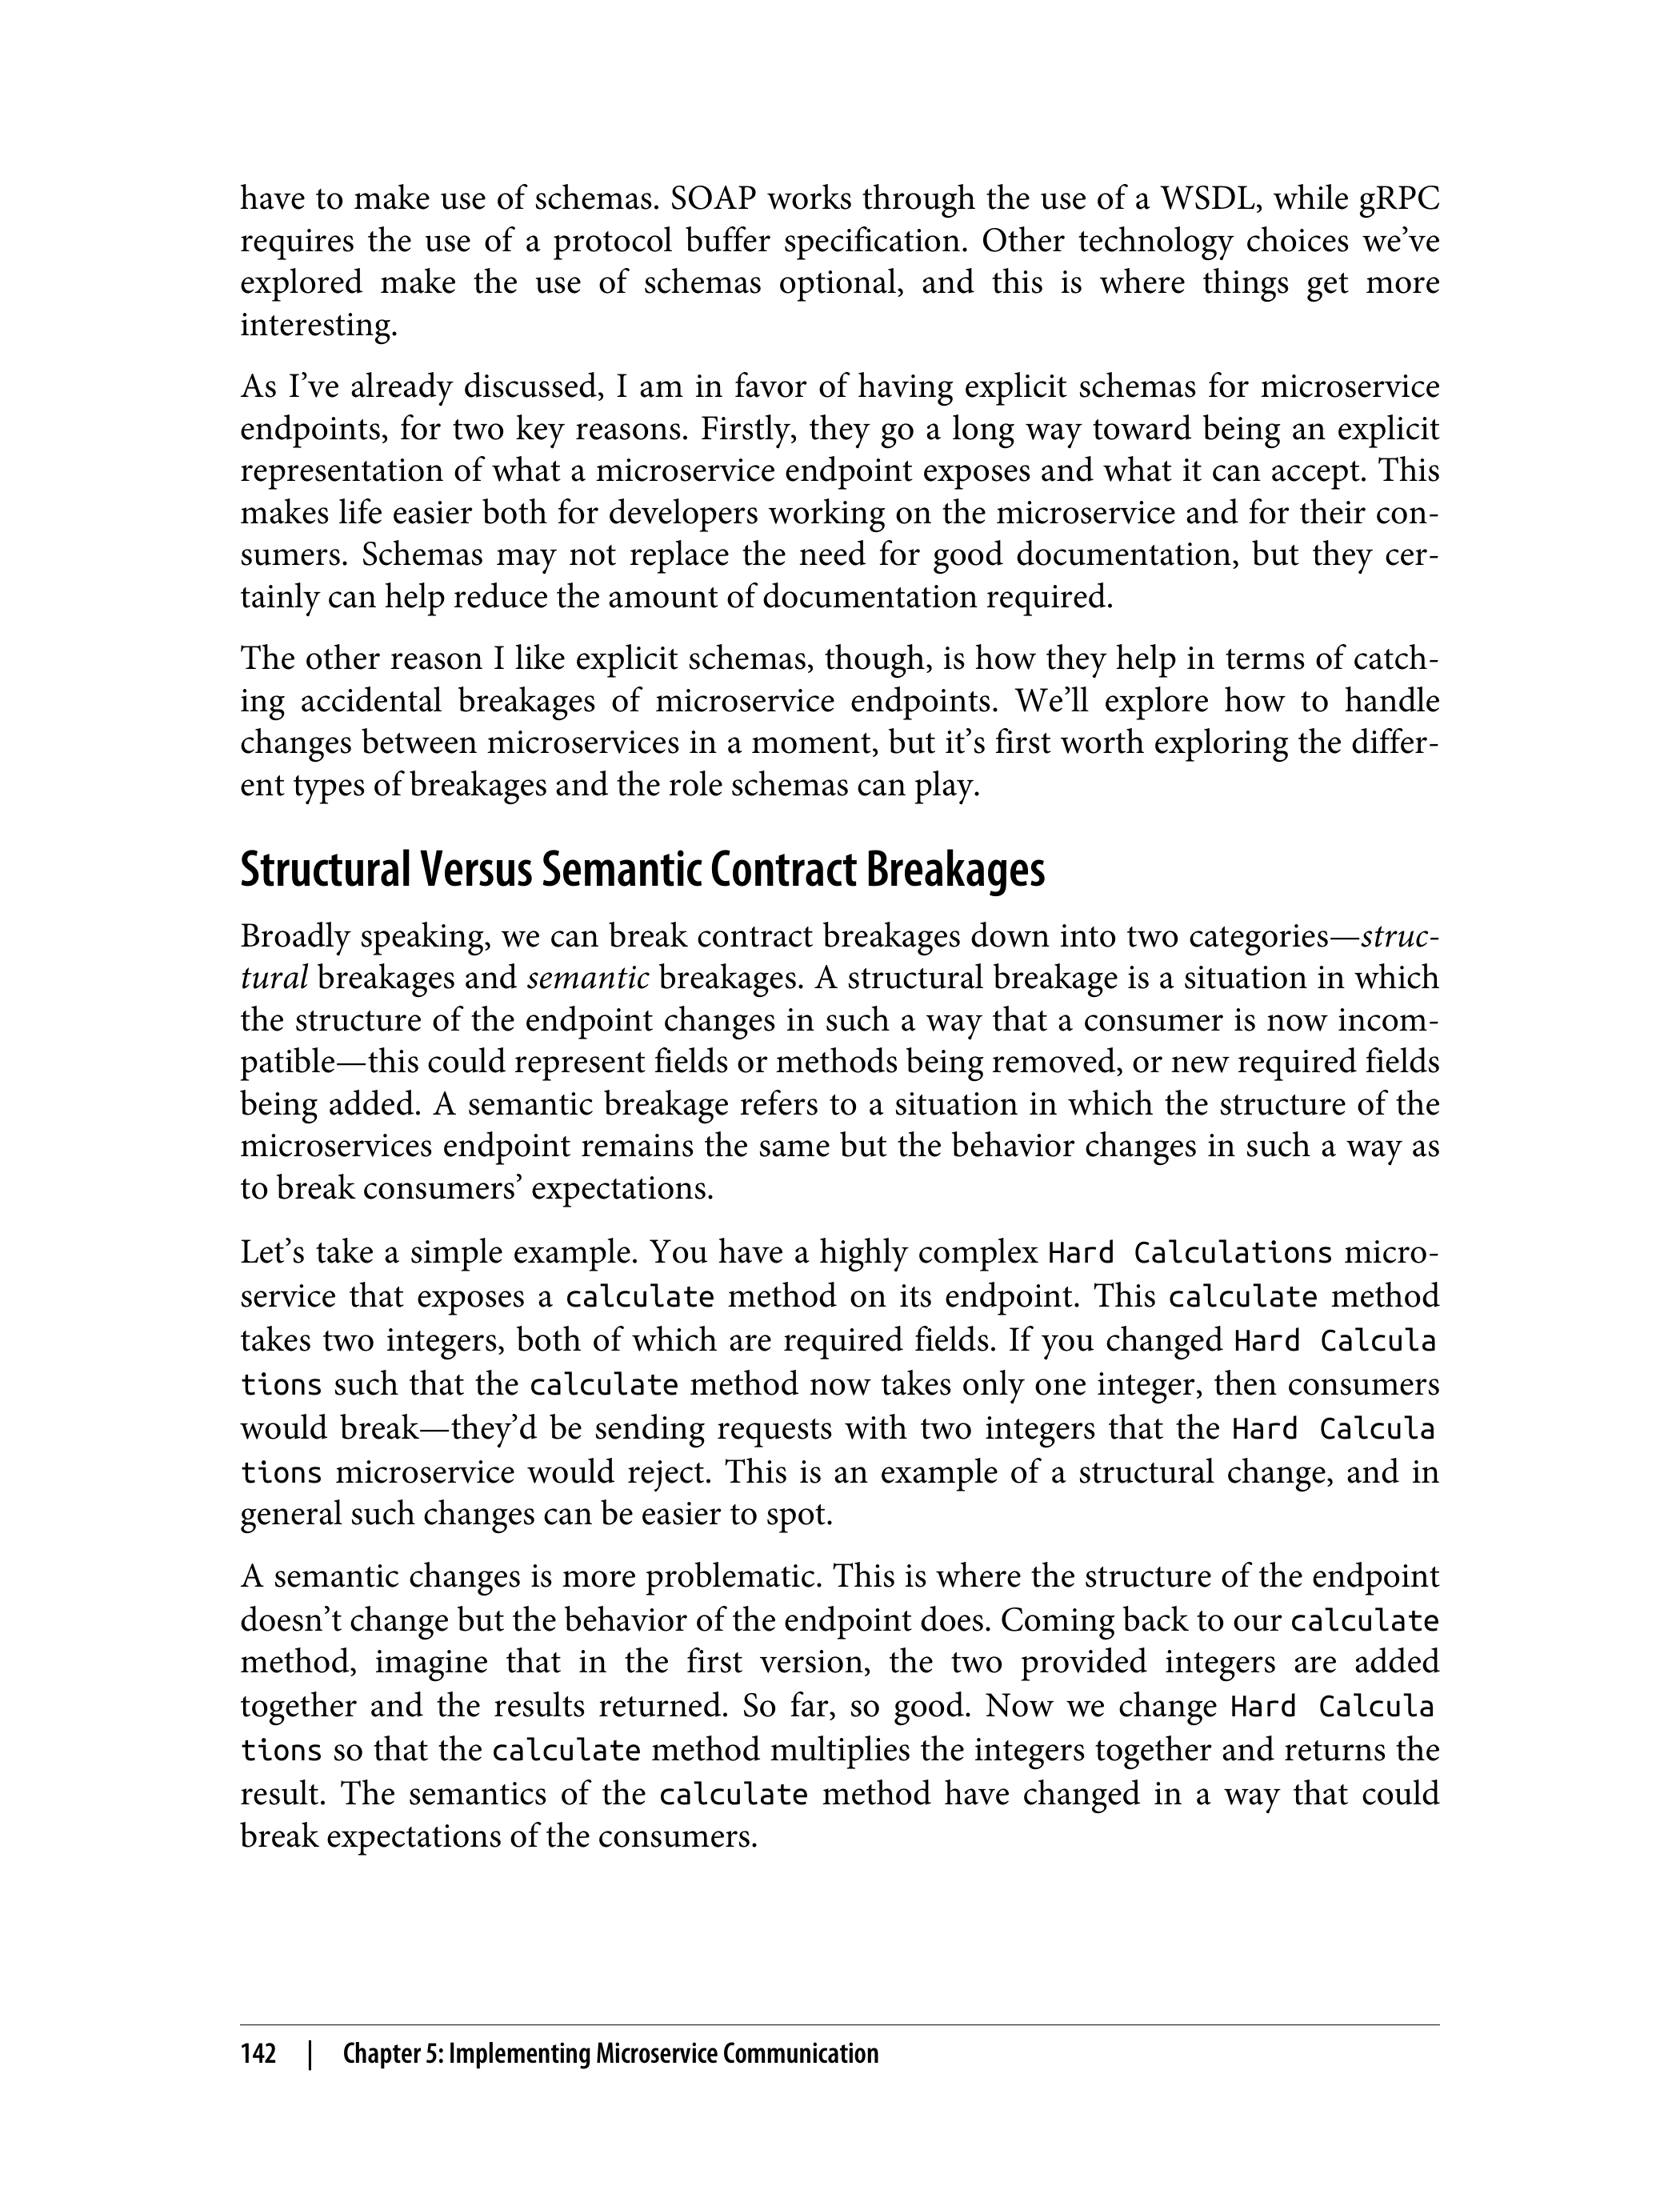 have to make use of schemas. SOAP works through the use of a WSDL, while gRPC
requires the use of a protocol buffer specification. Other technology choices we’ve
explored make the use of schemas optional, and this is where things get more
interesting.
As I’ve already discussed, I am in favor of having explicit schemas for microservice
endpoints, for two key reasons. Firstly, they go a long way toward being an explicit
representation of what a microservice endpoint exposes and what it can accept. This
makes life easier both for developers working on the microservice and for their con-
sumers. Schemas may not replace the need for good documentation, but they cer-
tainly can help reduce the amount of documentation required.
The other reason I like explicit schemas, though, is how they help in terms of catch-
ing accidental breakages of microservice endpoints. We’ll explore how to handle
changes between microservices in a moment, but it’s first worth exploring the differ-
ent types of breakages and the role schemas can play.
Structural Versus Semantic Contract Breakages
Broadly speaking, we can break contract breakages down into two categories—struc-
tural breakages and semantic breakages. A structural breakage is a situation in which
the structure of the endpoint changes in such a way that a consumer is now incom-
patible—this could represent fields or methods being removed, or new required fields
being added. A semantic breakage refers to a situation in which the structure of the
microservices endpoint remains the same but the behavior changes in such a way as
to break consumers’ expectations.
Let’s take a simple example. You have a highly complex Hard Calculations micro-
service that exposes a calculate method on its endpoint. This calculate method
takes two integers, both of which are required fields. If you changed Hard Calcula
tions such that the calculate method now takes only one integer, then consumers
would break—they’d be sending requests with two integers that the Hard Calcula
tions microservice would reject. This is an example of a structural change, and in
general such changes can be easier to spot.
A semantic changes is more problematic. This is where the structure of the endpoint
doesn’t change but the behavior of the endpoint does. Coming back to our calculate
method, imagine that in the first version, the two provided integers are added
together and the results returned. So far, so good. Now we change Hard Calcula
tions so that the calculate method multiplies the integers together and returns the
result. The semantics of the calculate method have changed in a way that could
break expectations of the consumers.
142 | Chapter 5: Implementing Microservice Communication